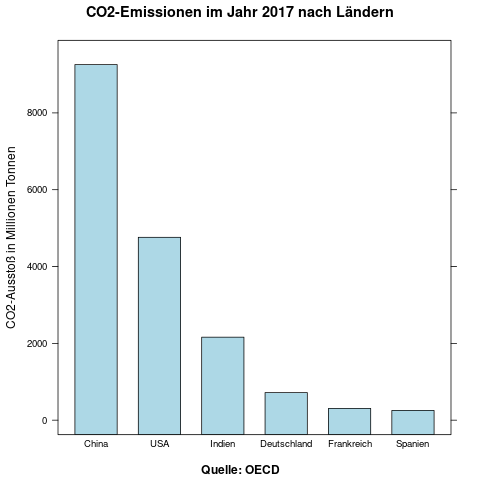 CO2-Emissionen im Jahr 2017 nach Ländern
CO2-Ausstoß in Millionen Tonnen
8000
6000
4000
2000
0
China USA Indien Deutschland Frankreich Spanien
Quelle: OECD